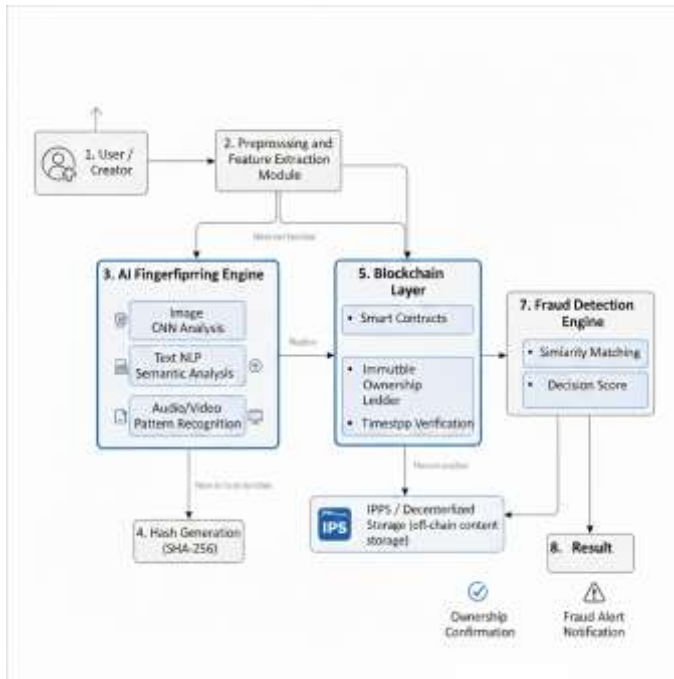 1. User /
Creator
2. Preprossing and
Feature Extraction
Module
3. AI Fingerfiprring Engine
Image
CNN Analysis
Text NLP
Semantic Analysis
Audio/Video
Pattern Recognition
4. Hash Generation
(SHA-256)
5. Blockchain
Layer
• Smart Contracts
• Immutble
Ownership
Ledder
• Timestpp Verification
IPS
IPPS / Decenterlized
Storage (off-chain content
storage)
7. Fraud Detection
Engine
• Simiarity Matching
• Decision Score
8. Result
Ownership
Confirmation
Fraud Alert
Notification